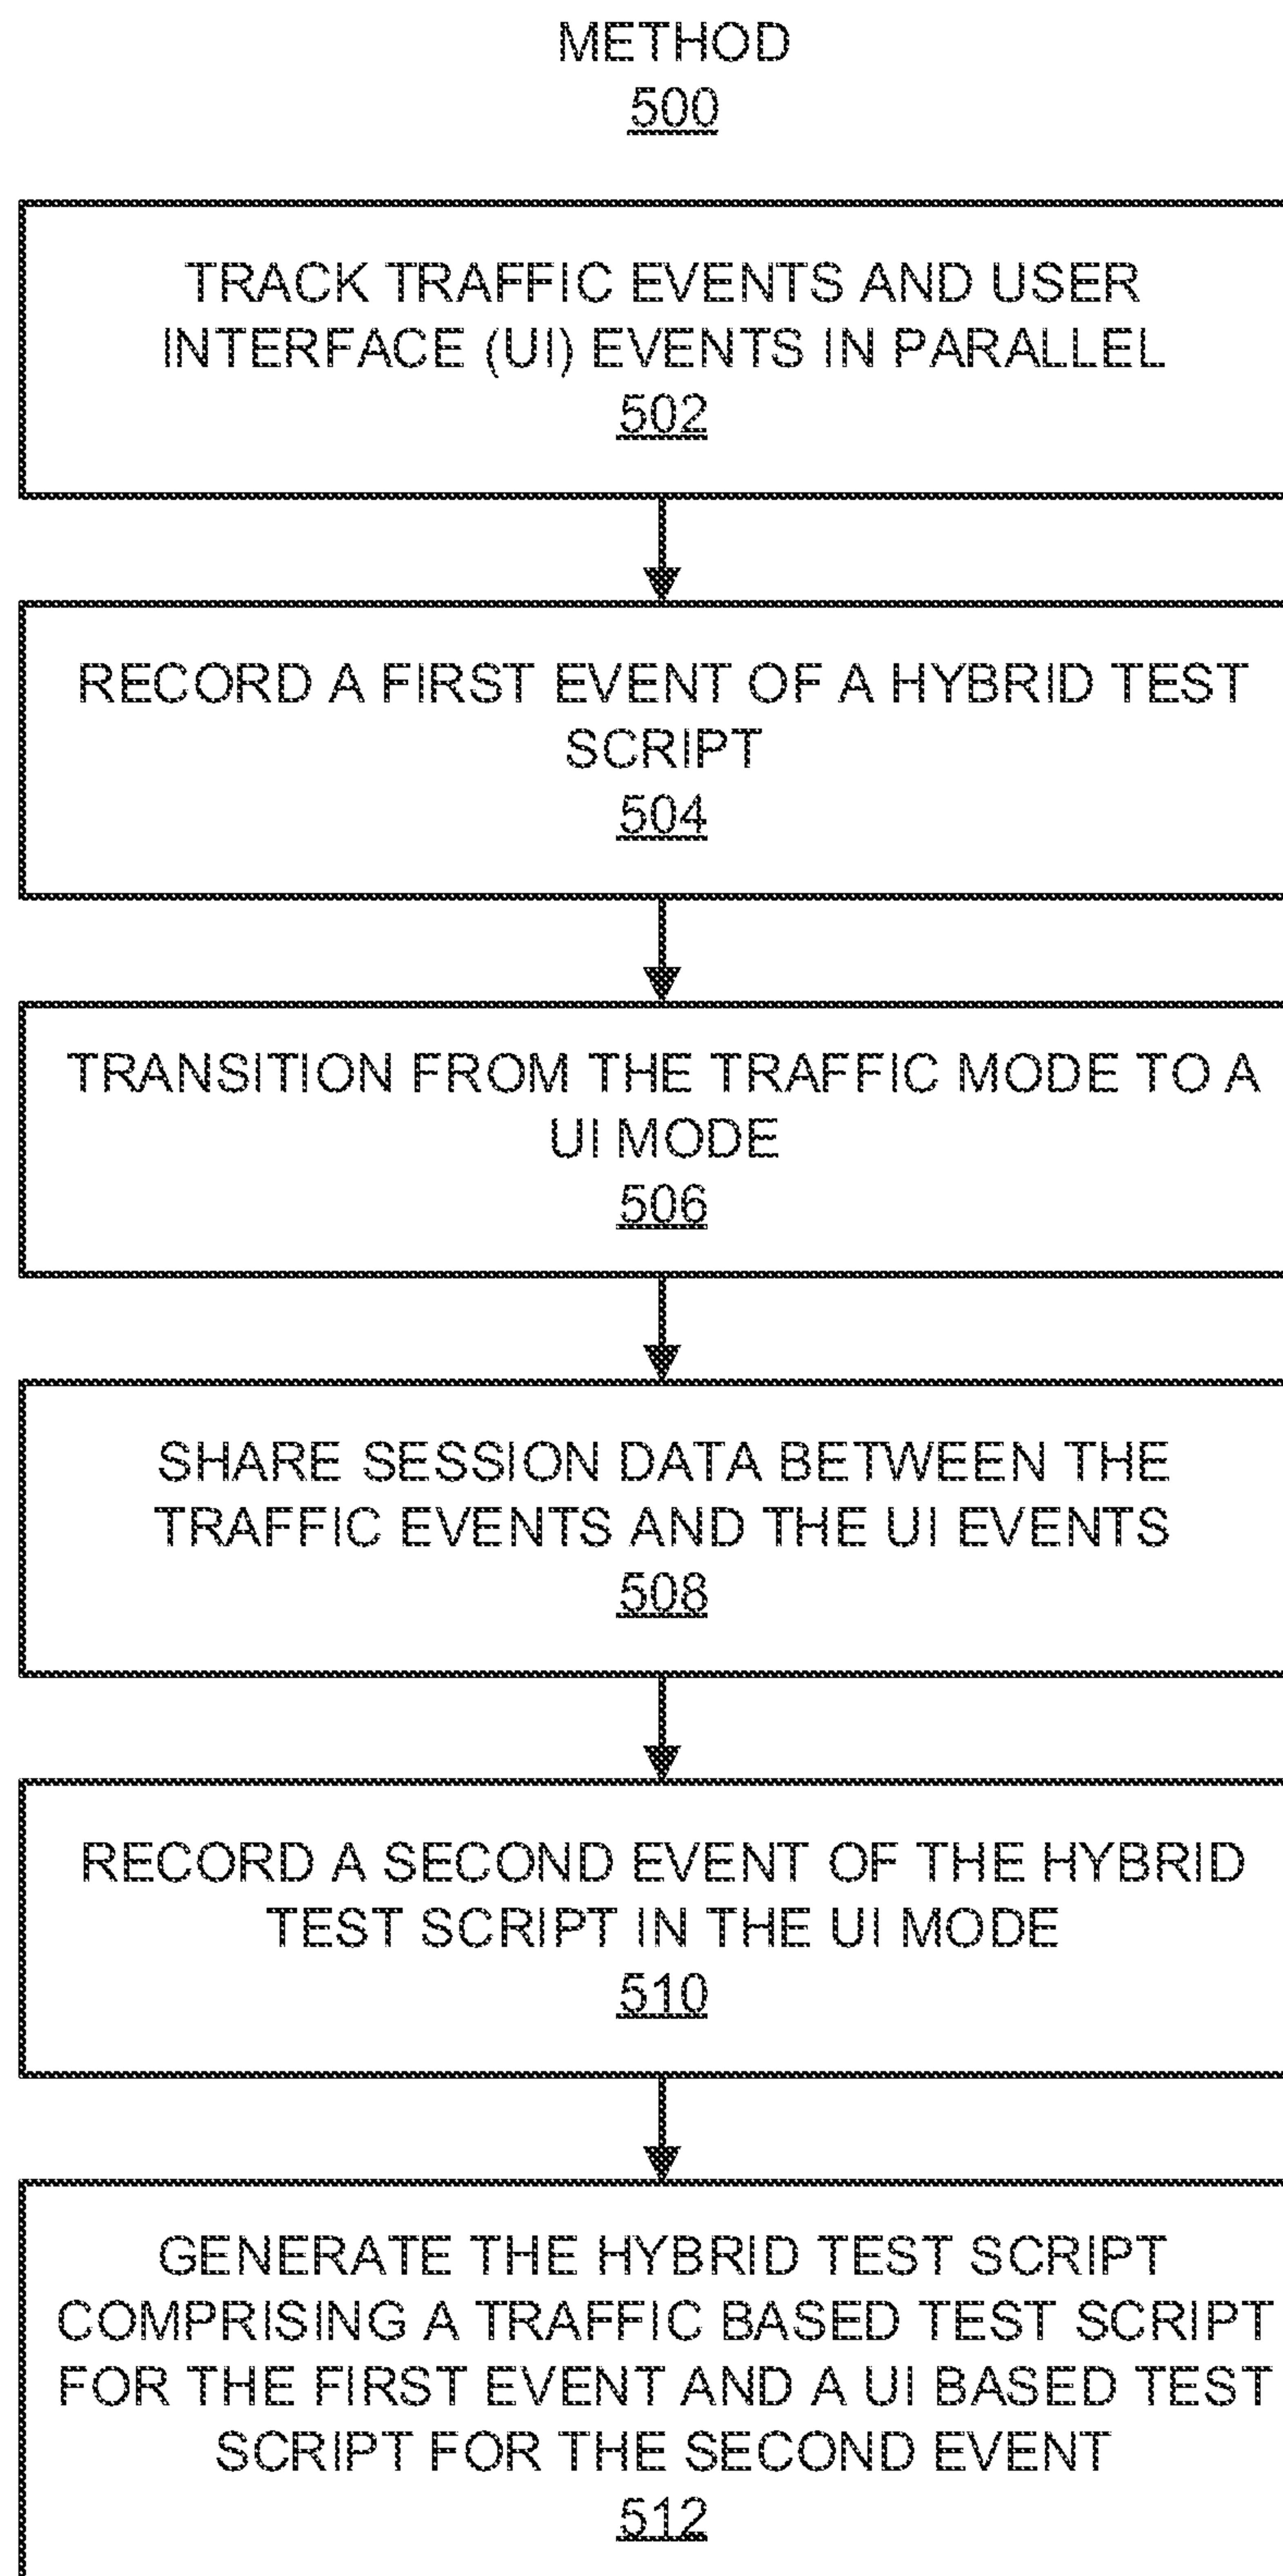 METHOD
500
TRACK TRAFFIC EVENTS AND USER
INTERFACE (UI) EVENTS IN PARALLEL
502
RECORD A FIRST EVENT OF A HYBRID TEST
SCRIPT
504
TRANSITION FROM THE TRAFFIC MODE TO A
UI MODE
506
SHARE SESSION DATA BETWEEN THE
TRAFFIC EVENTS AND THE UI EVENTS
508
RECORD A SECOND EVENT OF THE HYBRID
TEST SCRIPT IN THE UI MODE
510
GENERATE THE HYBRID TEST SCRIPT
COMPRISING A TRAFFIC BASED TEST SCRIPT
FOR THE FIRST EVENT AND A UI BASED TEST
SCRIPT FOR THE SECOND EVENT
512